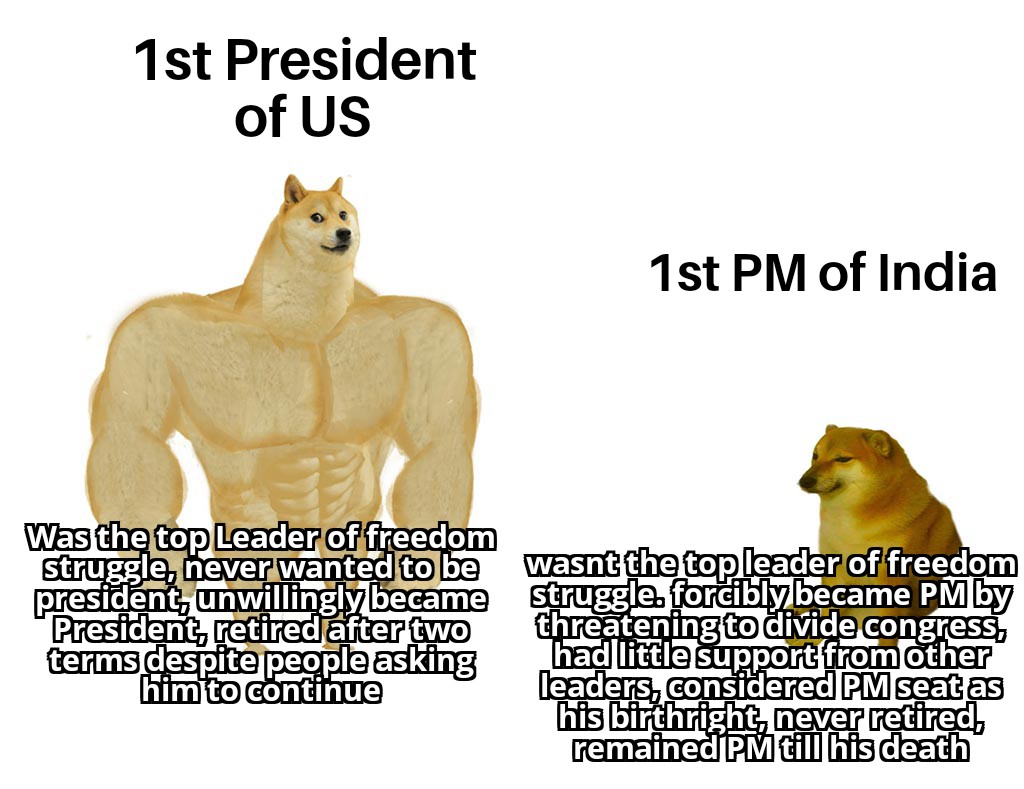 1st President
of US
Was the top Leader of freedom
struggle, never wanted to be
president, unwillingly became
President, retired after two
terms despite people asking
him to continue
1st PM of India
wasnt the top leader of freedom
struggle. forcibly became PM by
threatening to divide congress,
had little support from other
leaders, considered PM seat as
his birthright, never retired,
remained PM till his death